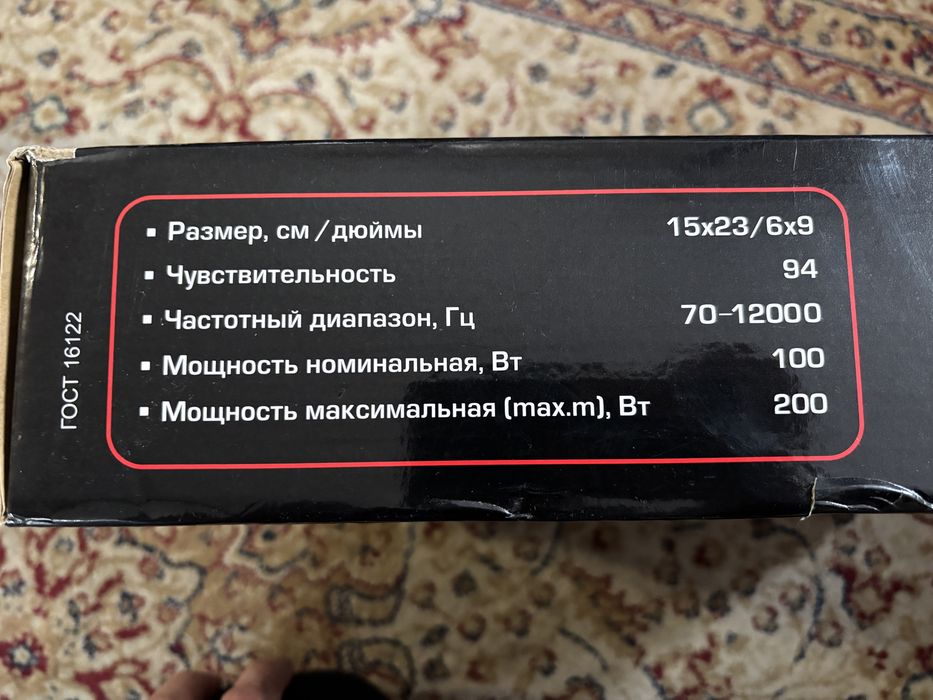 ▪ Размер, см / дюймы 15x23/6x9
▪ Чувствительность 94
▪ Частотный диапазон, Гц 70–12000
▪ Мощность номинальная, Вт 100
▪ Мощность максимальная (max.m), Вт 200
ГОСТ 16122